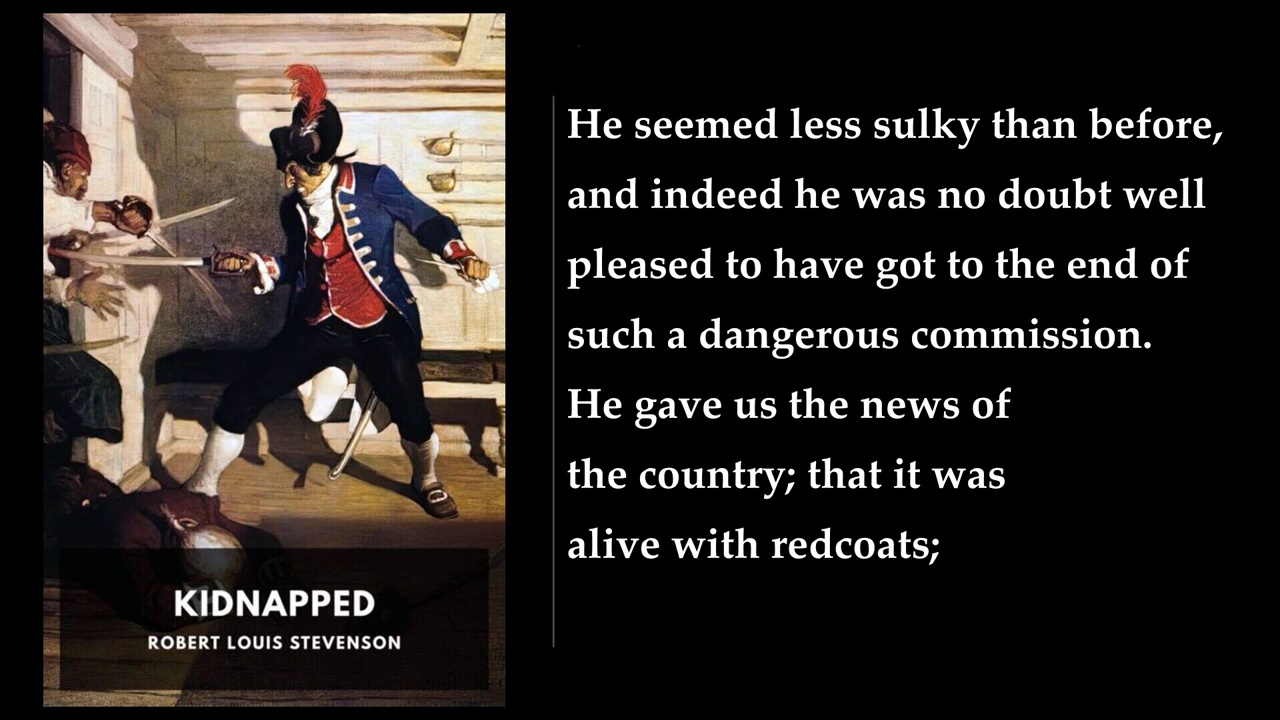 He seemed less sulky than before,
and indeed he was no doubt well
pleased to have got to the end of
such a dangerous commission.
He gave us the news of
the country; that it was
alive with redcoats;
KIDNAPPED
ROBERT LOUIS STEVENSON